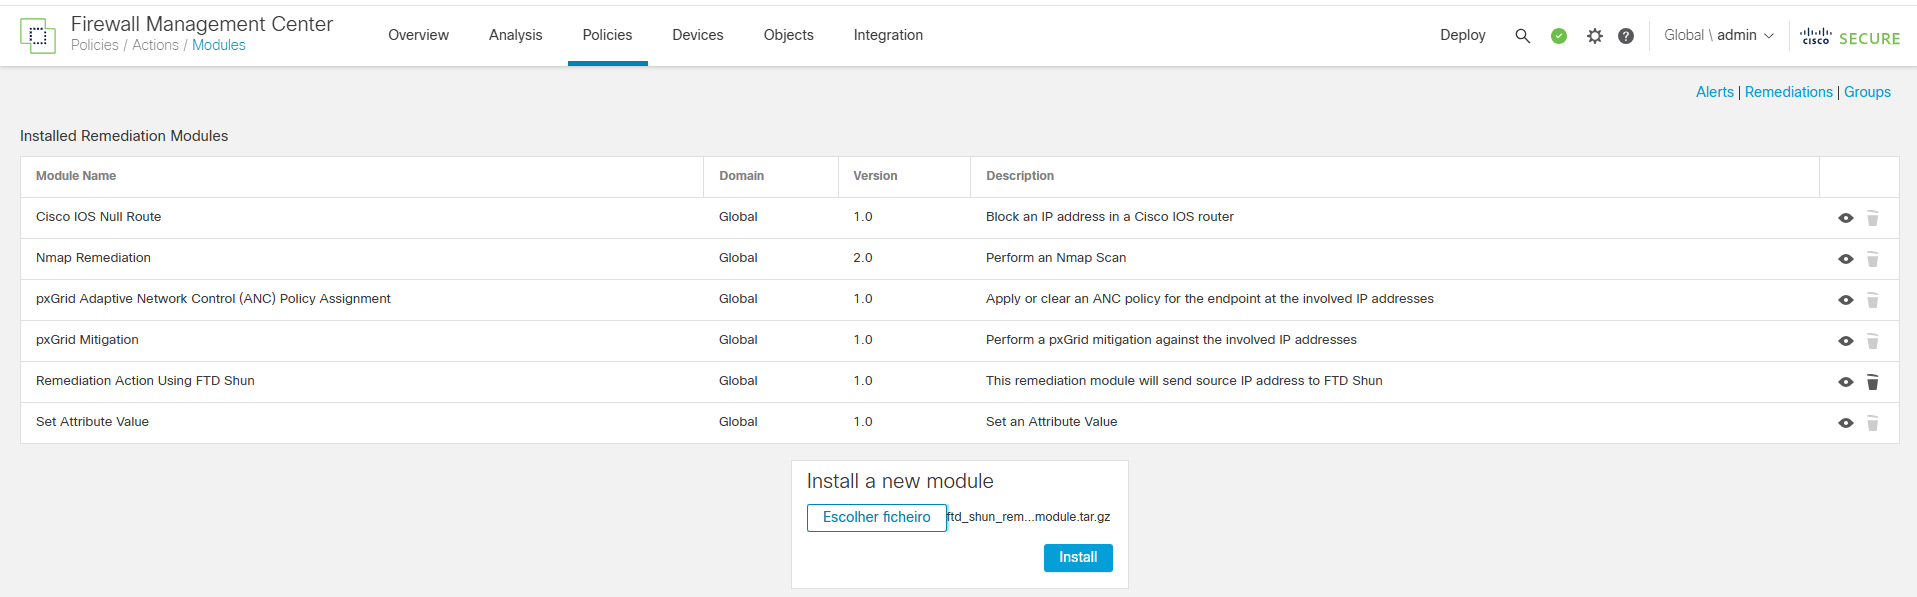 Firewall Management Center
Policies / Actions / Modules
Overview Analysis Policies Devices Objects Integration
Deploy ? Global \ admin cisco SECURE
Alerts | Remediations | Groups
Installed Remediation Modules
Module Name Domain Version Description
Cisco IOS Null Route Global 1.0 Block an IP address in a Cisco IOS router
Nmap Remediation Global 2.0 Perform an Nmap Scan
pxGrid Adaptive Network Control (ANC) Policy Assignment Global 1.0 Apply or clear an ANC policy for the endpoint at the involved IP addresses
pxGrid Mitigation Global 1.0 Perform a pxGrid mitigation against the involved IP addresses
Remediation Action Using FTD Shun Global 1.0 This remediation module will send source IP address to FTD Shun
Set Attribute Value Global 1.0 Set an Attribute Value
Install a new module
Escolher ficheiro ftd_shun_rem...module.tar.gz
Install